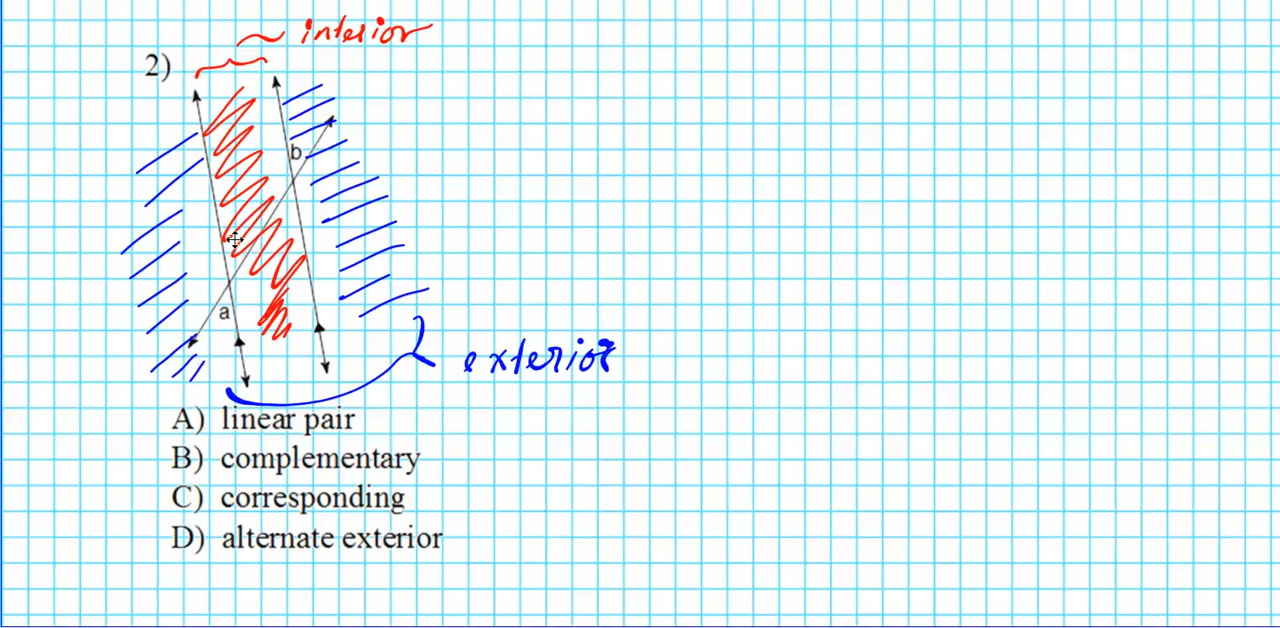 interior
2)
b
a
exterior
A) linear pair
B) complementary
C) corresponding
D) alternate exterior